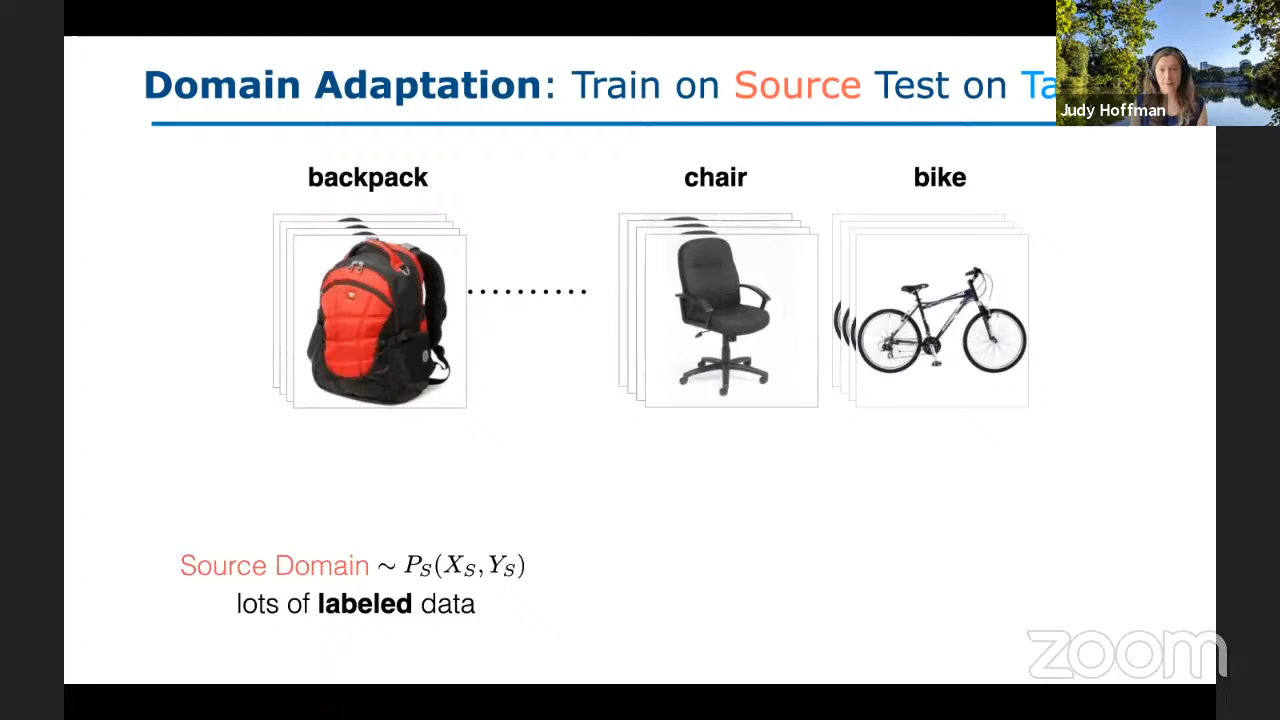 Domain Adaptation: Train on Source Test on Ta
Judy Hoffman
backpack
chair
bike
Source Domain ~ P_S(X_S, Y_S)
lots of labeled data
zoom